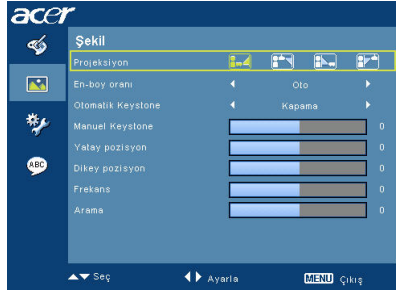 acer
Şekil
Projeksiyon
En-boy oranı Oto
Otomatik Keystone Kapama
Manuel Keystone 0
Yatay pozisyon 0
Dikey pozisyon 0
Frekans 0
Arama 0
ABC
Seç Ayarla MENU Çıkış